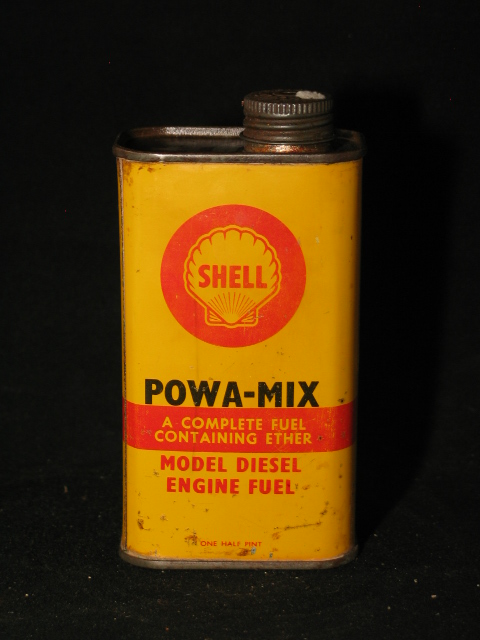 SHELL
POWA-MIX
A COMPLETE FUEL
CONTAINING ETHER
MODEL DIESEL
ENGINE FUEL
ONE HALF PINT